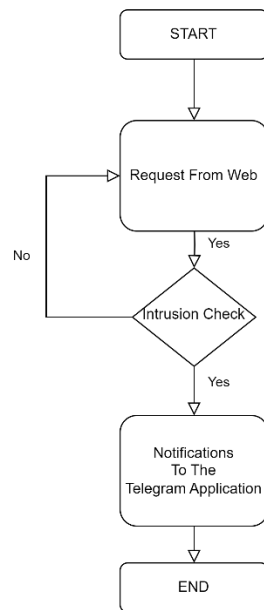 START
Request From Web
Yes
No
Intrusion Check
Yes
Notifications
To The
Telegram Application
END